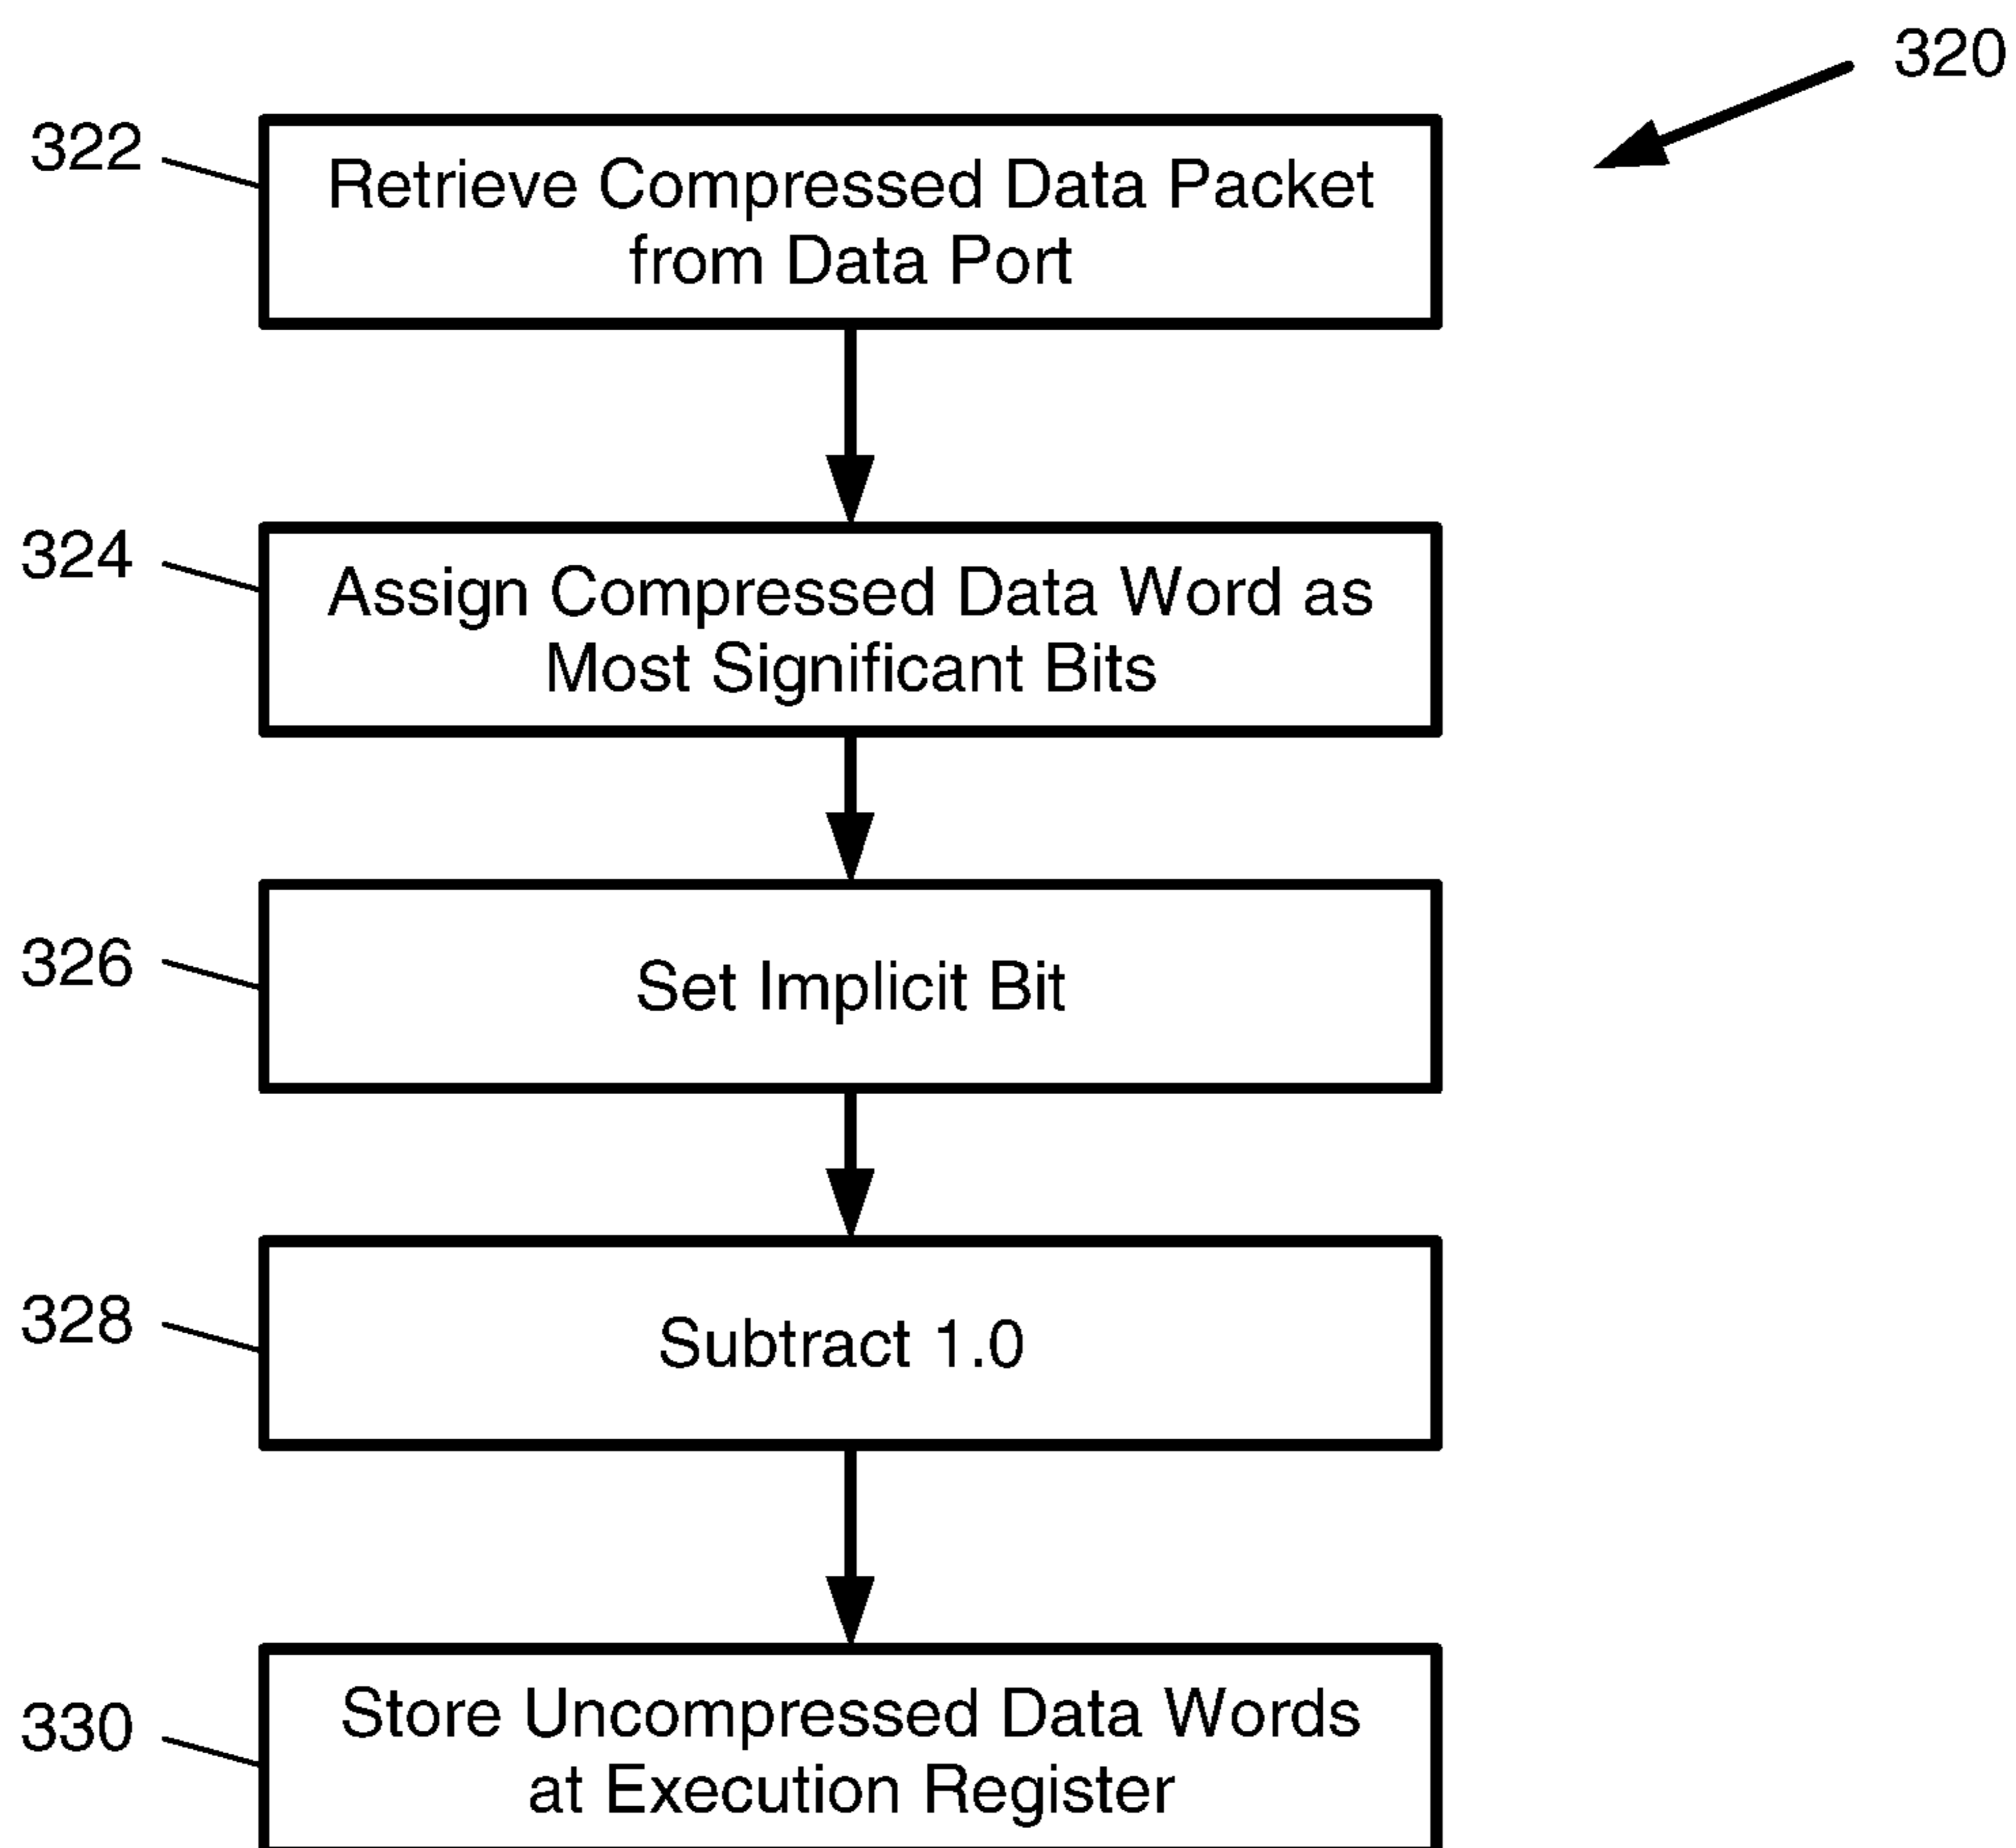 320
322
Retrieve Compressed Data Packet
from Data Port
324
Assign Compressed Data Word as
Most Significant Bits
326
Set Implicit Bit
328
Subtract 1.0
330
Store Uncompressed Data Words
at Execution Register